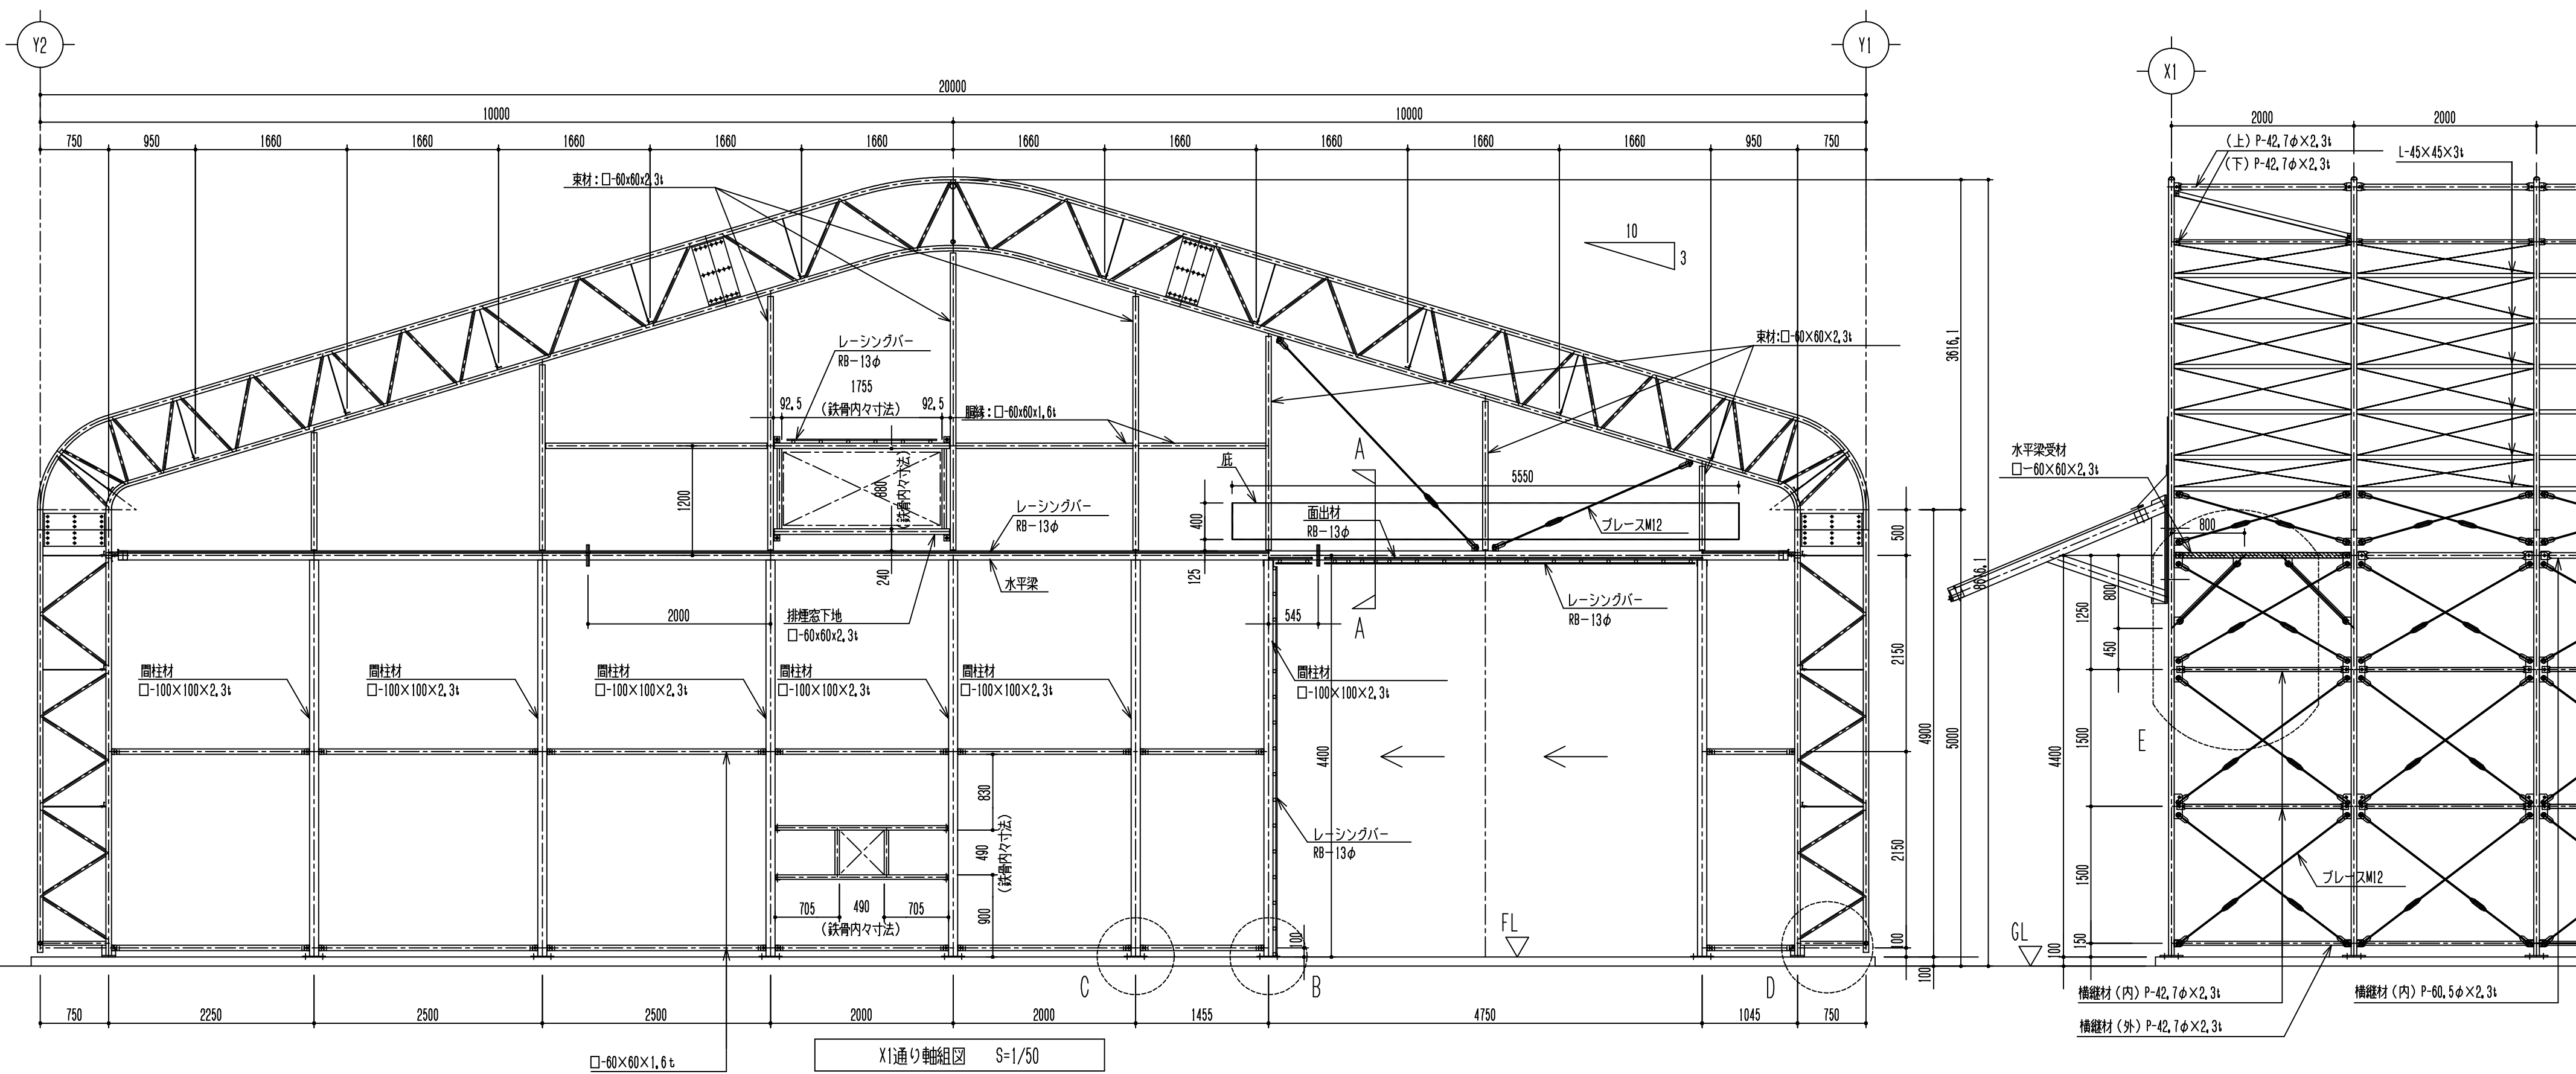 Y2
Y1
X1
20000
10000
10000
750
950
1660
1660
1660
1660
1660
1660
1660
1660
1660
1660
950
750
2000
2000
(上) P-42.7φ×2.3t
(下) P-42.7φ×2.3t
L-45×45×3t
束材:□-60x60x2.3t
10
3
3616.1
8616.1
束材:□-60×60×2.3t
レーシングバー
RB-13φ
1755
92.5
(鉄骨内々寸法)
92.5
胴縁:□-60x60x1.6t
A
庇
5550
水平梁受材
□-60×60×2.3t
1200
680
(鉄骨内々寸法)
レーシングバー
RB-13φ
400
面出材
RB-13φ
ブレースM12
500
800
240
125
水平梁
2000
排煙窓下地
□-60x60x2.3t
545
A
レーシングバー
RB-13φ
1250
800
450
2150
間柱材
□-100×100×2.3t
間柱材
□-100×100×2.3t
間柱材
□-100×100×2.3t
間柱材
□-100×100×2.3t
間柱材
□-100×100×2.3t
間柱材
□-100×100×2.3t
4400
4900
5000
4400
1500
E
830
490
(鉄骨内々寸法)
900
レーシングバー
RB-13φ
2150
1500
ブレースM12
705
490
705
(鉄骨内々寸法)
100
FL
100
100
GL
100
150
C
B
D
横継材(内) P-42.7φ×2.3t
横継材(内) P-60.5φ×2.3t
横継材(外) P-42.7φ×2.3t
750
2250
2500
2500
2000
2000
1455
4750
1045
750
□-60×60×1.6t
X1通り軸組図 S=1/50